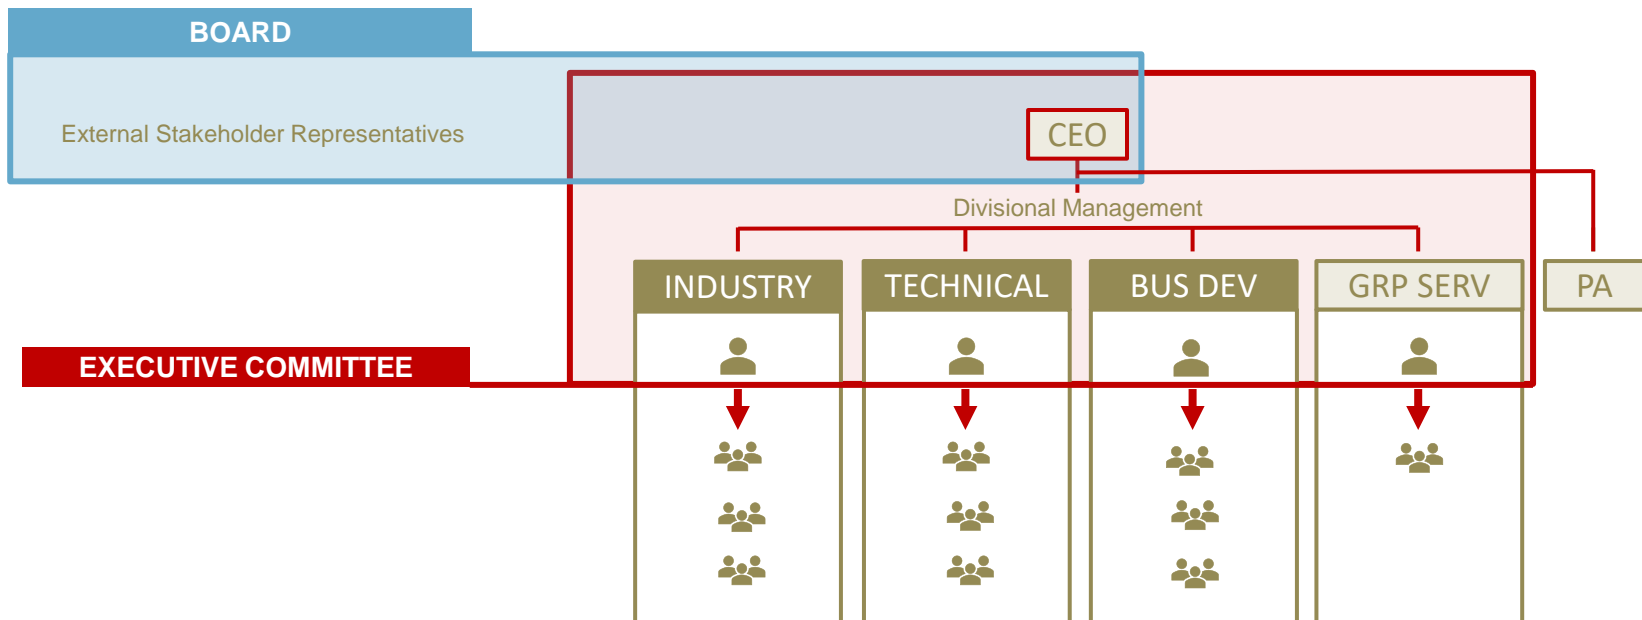 BOARD
External Stakeholder Representatives
CEO
Divisional Management
INDUSTRY
TECHNICAL
BUS DEV
GRP SERV
PA
EXECUTIVE COMMITTEE